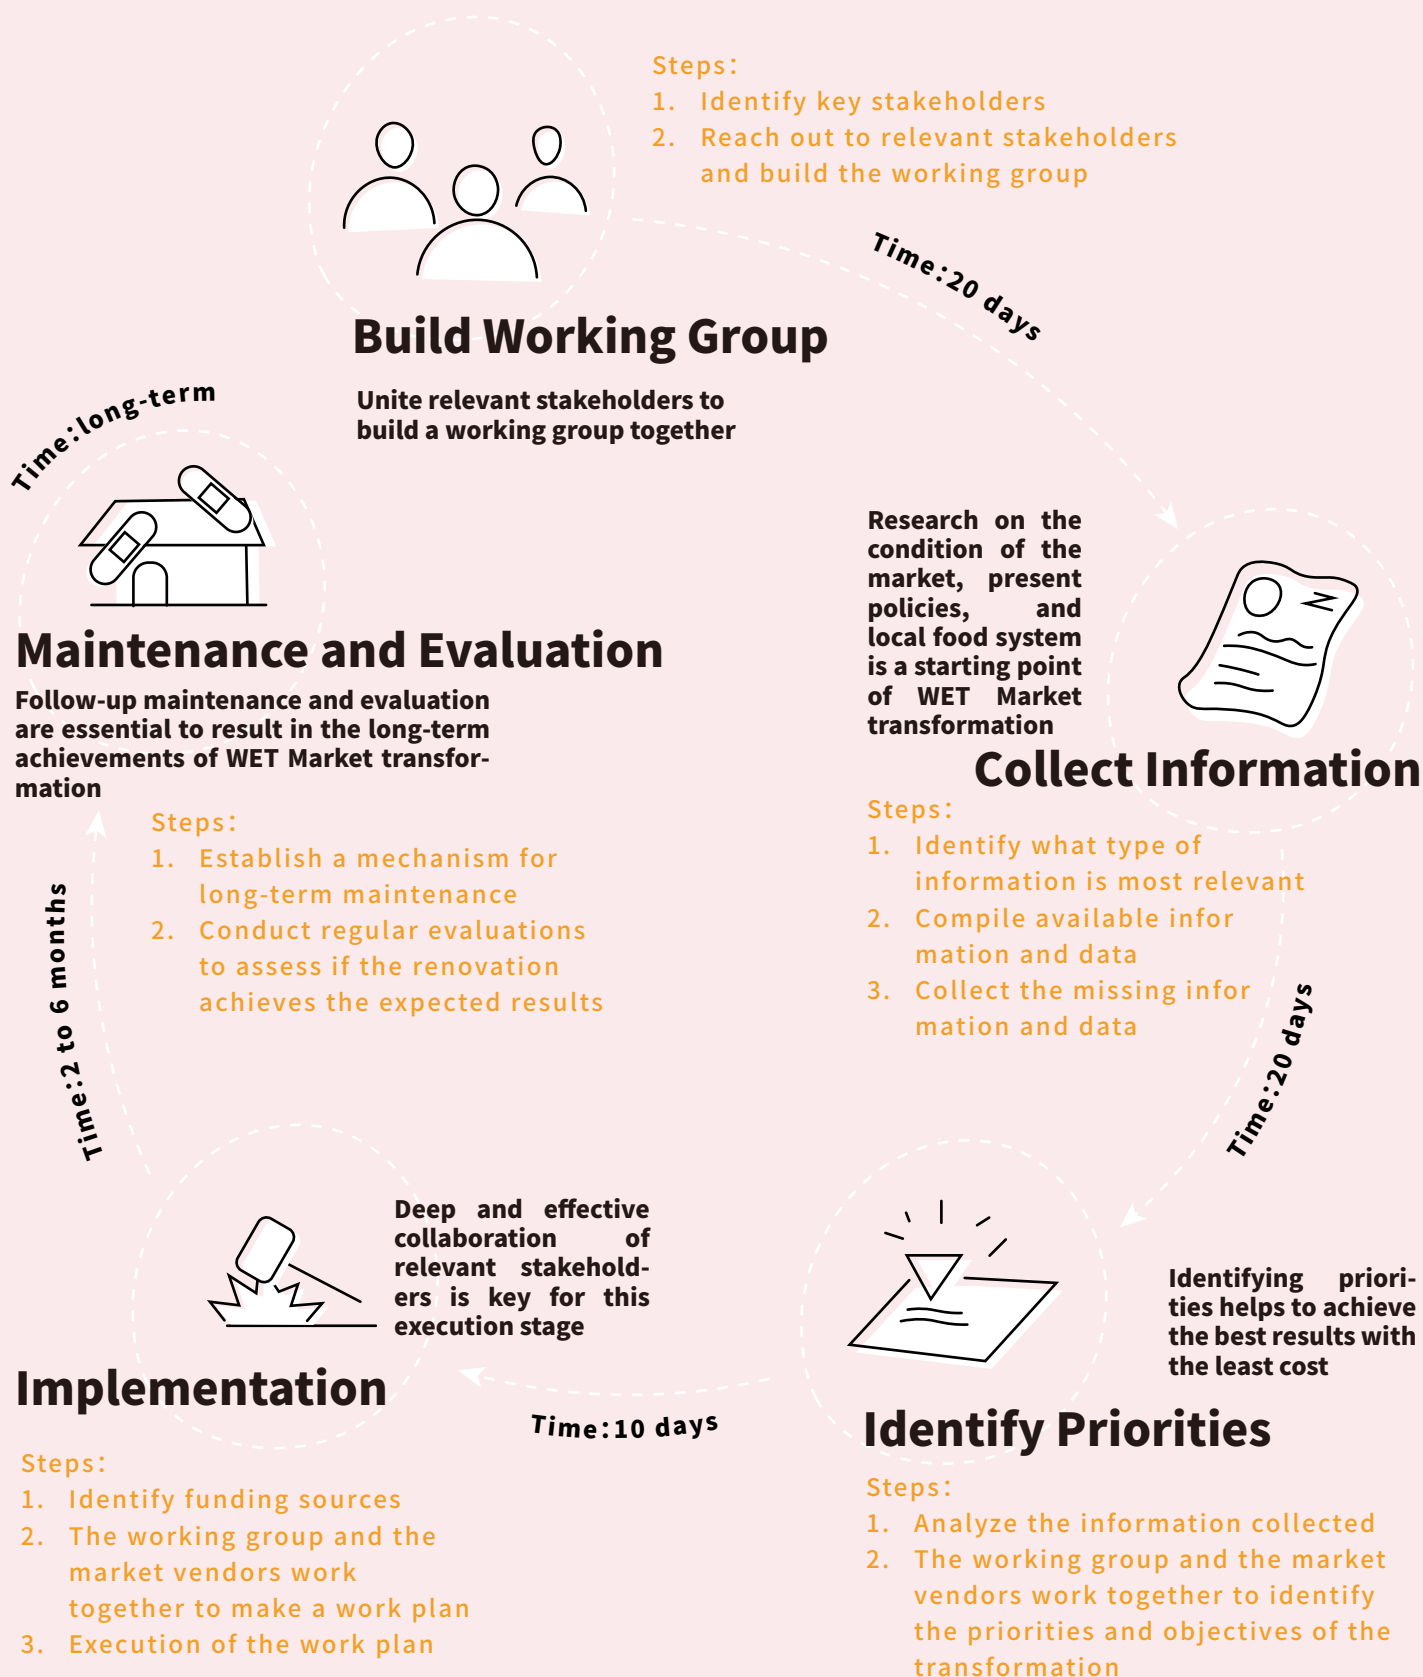 Steps:
1. Identify key stakeholders
2. Reach out to relevant stakeholders
and build the working group
Time:20 days
Build Working Group
Unite relevant stakeholders to
build a working group together
Research on the
condition of the
market, present
policies, and
local food system
is a starting point
of WET Market
transformation
Collect Information
Steps:
1. Identify what type of
information is most relevant
2. Compile available infor
mation and data
3. Collect the missing infor
mation and data
Time:20 days
Identifying priori-
ties helps to achieve
the best results with
the least cost
Identify Priorities
Steps:
1. Analyze the information collected
2. The working group and the market
vendors work together to identify
the priorities and objectives of the
transformation
Time:10 days
Deep and effective
collaboration of
relevant stakehold-
ers is key for this
execution stage
Implementation
Steps:
1. Identify funding sources
2. The working group and the
market vendors work
together to make a work plan
3. Execution of the work plan
Time:2 to 6 months
Time:long-term
Maintenance and Evaluation
Follow-up maintenance and evaluation
are essential to result in the long-term
achievements of WET Market transfor-
mation
Steps:
1. Establish a mechanism for
long-term maintenance
2. Conduct regular evaluations
to assess if the renovation
achieves the expected results